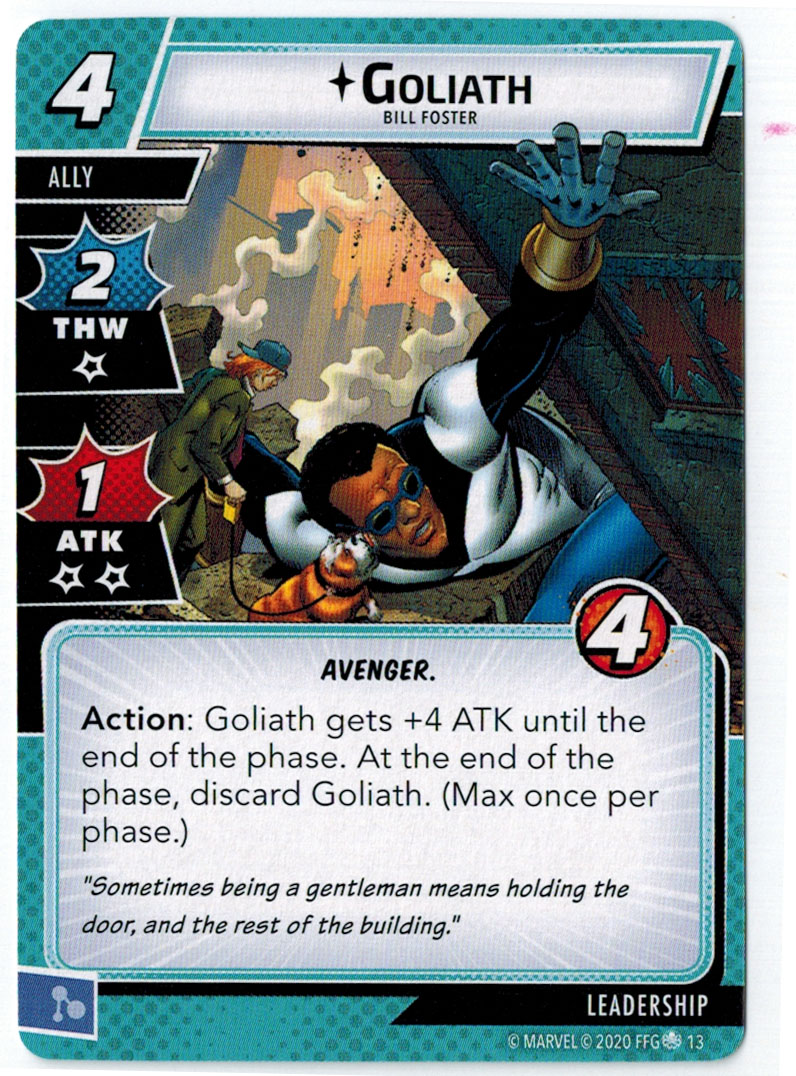 4
GOLIATH
BILL FOSTER
ALLY
2
THW
1
ATK
4
AVENGER.
Action: Goliath gets +4 ATK until the
end of the phase. At the end of the
phase, discard Goliath. (Max once per
phase.)
"Sometimes being a gentleman means holding the
door, and the rest of the building."
LEADERSHIP
© MARVEL © 2020 FFG 13